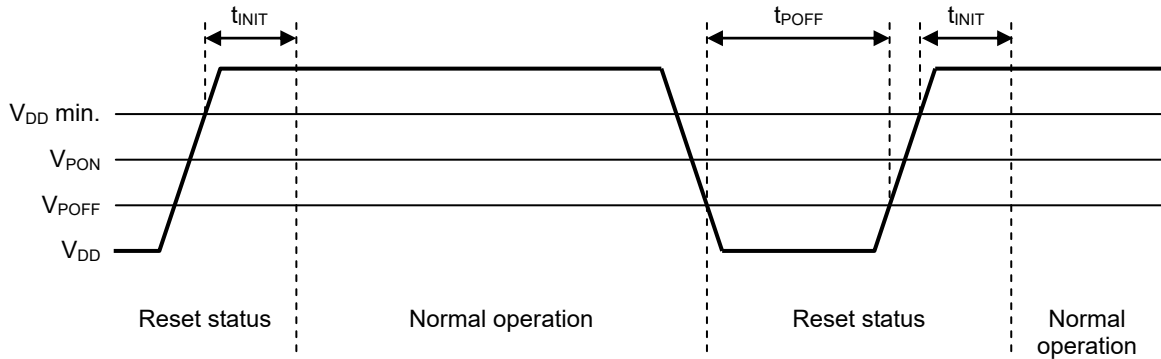 tINIT tPOFF tINIT
VDD min.
VPON
VPOFF
VDD
Reset status Normal operation Reset status Normal
operation